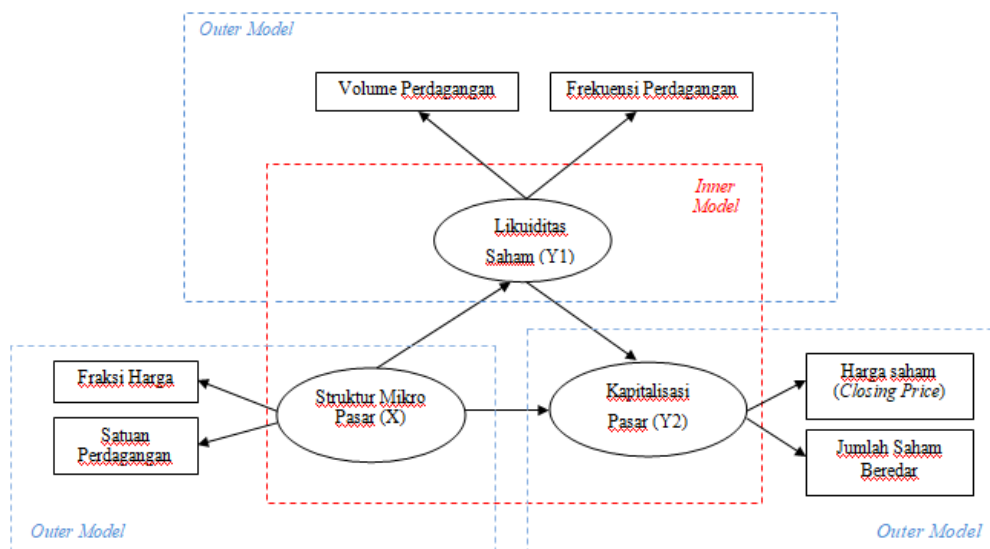 Outer Model
Volume Perdagangan
Frekuensi Perdagangan
Inner
Model
Likuiditas
Saham (Y1)
Fraksi Harga
Satuan
Perdagangan
Struktur Mikro
Pasar (X)
Kapitalisasi
Pasar (Y2)
Harga saham
(Closing Price)
Jumlah Saham
Beredar
Outer Model
Outer Model